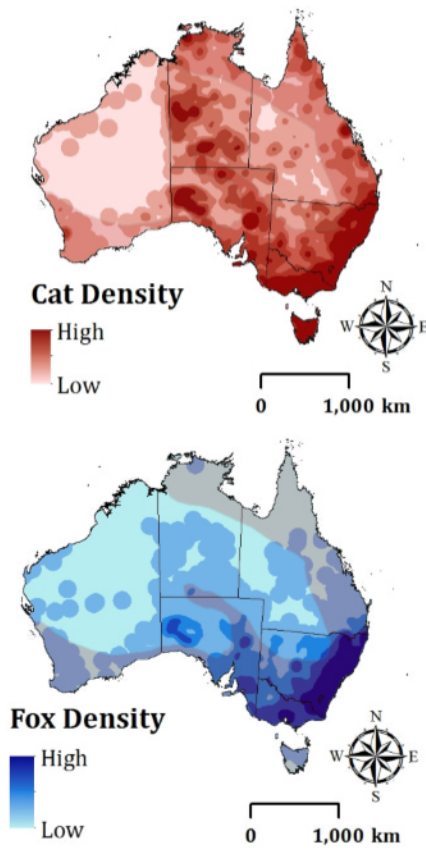 N
W E
S
Cat Density
High
Low
0 1,000 km
N
W E
S
Fox Density
High
Low
0 1,000 km